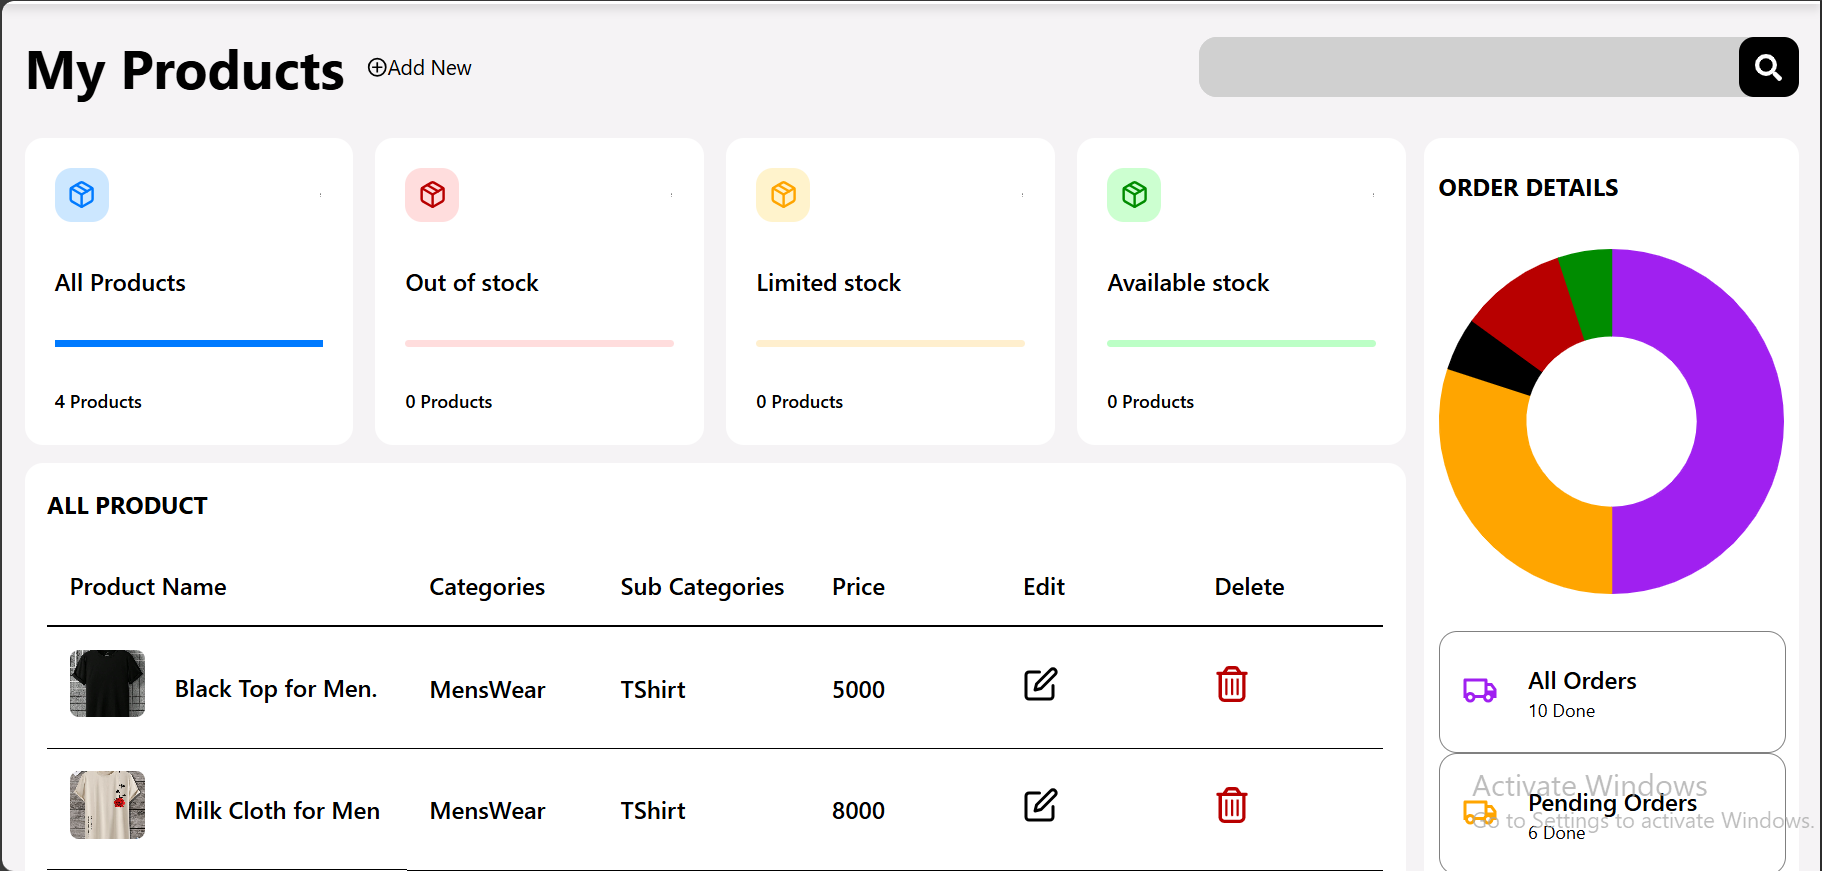 My Products
Add New
All Products
4 Products
Out of stock
0 Products
Limited stock
0 Products
Available stock
0 Products
ORDER DETAILS
All Orders
10 Done
Pending Orders
6 Done
ALL PRODUCT
Product Name Categories Sub Categories Price Edit Delete
Black Top for Men. MensWear TShirt 5000
Milk Cloth for Men MensWear TShirt 8000
Activate Windows
Go to Settings to activate Windows.